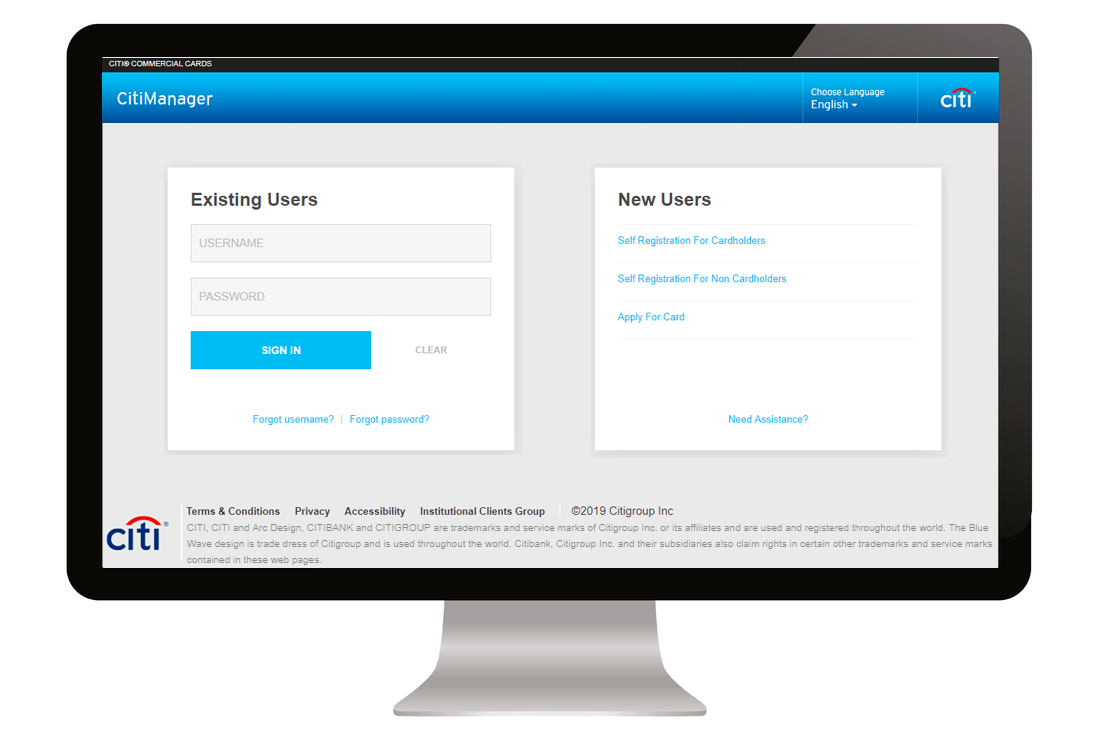 CITI® COMMERCIAL CARDS
CitiManager
Choose Language
English
citi
Existing Users
USERNAME
PASSWORD
SIGN IN
CLEAR
Forgot username? | Forgot password?
New Users
Self Registration For Cardholders
Self Registration For Non Cardholders
Apply For Card
Need Assistance?
citi®
Terms & Conditions Privacy Accessibility Institutional Clients Group ©2019 Citigroup Inc
CITI, CITI and Arc Design, CITIBANK and CITIGROUP are trademarks and service marks of Citigroup Inc. or its affiliates and are used and registered throughout the world. The Blue
Wave design is trade dress of Citigroup and is used throughout the world. Citibank, Citigroup Inc. and their subsidiaries also claim rights in certain other trademarks and service marks
contained in these web pages.